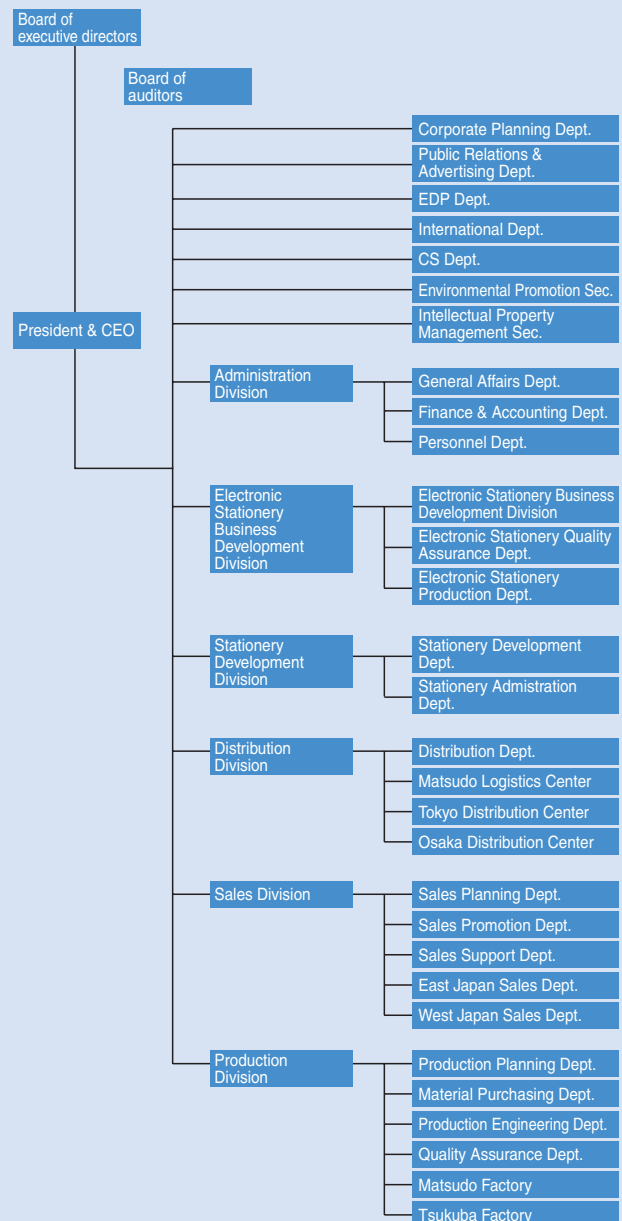 Board of
executive directors
Board of
auditors
Corporate Planning Dept.
Public Relations &
Advertising Dept.
EDP Dept.
International Dept.
CS Dept.
Environmental Promotion Sec.
President & CEO
Intellectual Property
Management Sec.
Administration
Division
General Affairs Dept.
Finance & Accounting Dept.
Personnel Dept.
Electronic
Stationery
Business
Development
Division
Electronic Stationery Business
Development Division
Electronic Stationery Quality
Assurance Dept.
Electronic Stationery
Production Dept.
Stationery
Development
Division
Stationery Development
Dept.
Stationery Admistration
Dept.
Distribution
Division
Distribution Dept.
Matsudo Logistics Center
Tokyo Distribution Center
Osaka Distribution Center
Sales Division
Sales Planning Dept.
Sales Promotion Dept.
Sales Support Dept.
East Japan Sales Dept.
West Japan Sales Dept.
Production
Division
Production Planning Dept.
Material Purchasing Dept.
Production Engineering Dept.
Quality Assurance Dept.
Matsudo Factory
Tsukuba Factory